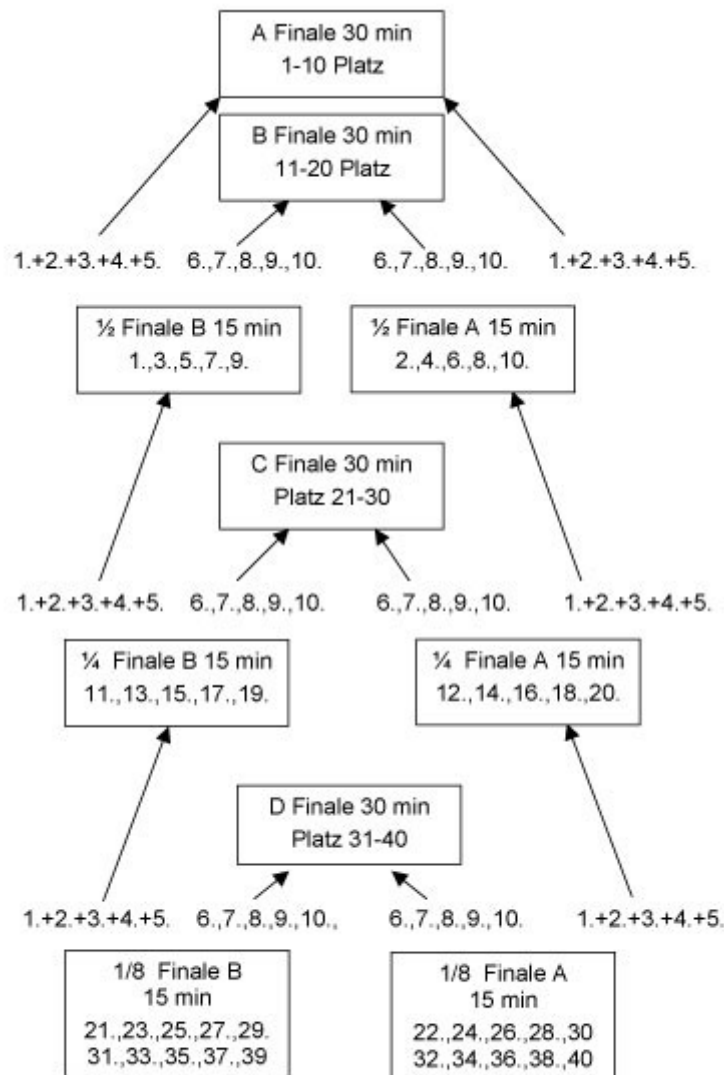 A Finale 30 min
1-10 Platz
B Finale 30 min
11-20 Platz
1.+2.+3.+4.+5. 6.,7.,8.,9.,10. 6.,7.,8.,9.,10. 1.+2.+3.+4.+5.
½ Finale B 15 min
1.,3.,5.,7.,9.
½ Finale A 15 min
2.,4.,6.,8.,10.
C Finale 30 min
Platz 21-30
1.+2.+3.+4.+5. 6.,7.,8.,9.,10. 6.,7.,8.,9.,10. 1.+2.+3.+4.+5.
¼ Finale B 15 min
11.,13.,15.,17.,19.
¼ Finale A 15 min
12.,14.,16.,18.,20.
D Finale 30 min
Platz 31-40
1.+2.+3.+4.+5. 6.,7.,8.,9.,10., 6.,7.,8.,9.,10. 1.+2.+3.+4.+5.
1/8 Finale B
15 min
21.,23.,25.,27.,29.
31.,33.,35.,37.,39
1/8 Finale A
15 min
22.,24.,26.,28.,30
32.,34.,36.,38.,40